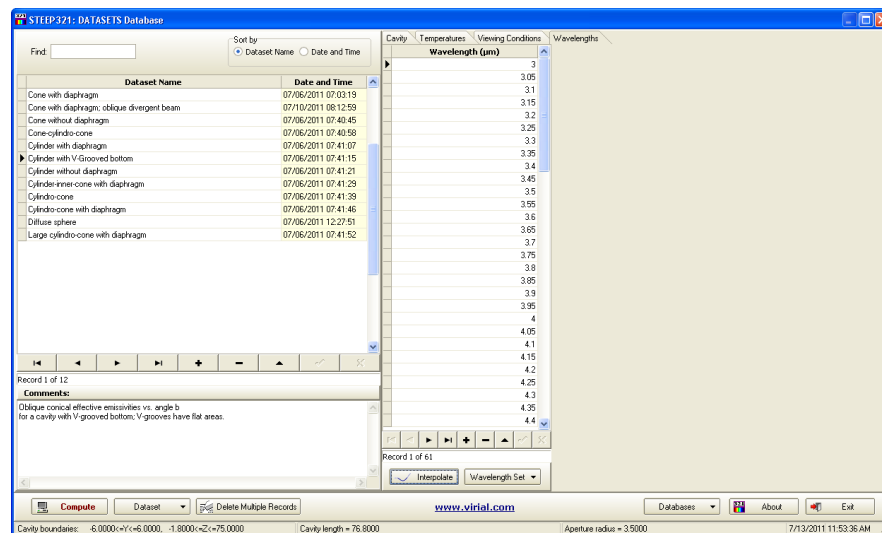 STEEP321: DATASETS Database
Find:
Sort by
Dataset Name Date and Time
Dataset Name Date and Time
Cone with diaphragm 07/06/2011 07:03:19
Cone with diaphragm; oblique divergent beam 07/10/2011 08:12:59
Cone without diaphragm 07/06/2011 07:40:45
Cone-cylindro-cone 07/06/2011 07:40:58
Cylinder with diaphragm 07/06/2011 07:41:07
Cylinder with V-Grooved bottom 07/06/2011 07:41:15
Cylinder without diaphragm 07/06/2011 07:41:21
Cylinder-inner-cone with diaphragm 07/06/2011 07:41:29
Cylindro-cone 07/06/2011 07:41:39
Cylindro-cone with diaphragm 07/06/2011 07:41:46
Diffuse sphere 07/06/2011 12:27:51
Large cylindro-cone with diaphragm 07/06/2011 07:41:52
Record 1 of 12
Comments:
Oblique conical effective emissivities vs. angle b
for a cavity with V-grooved bottom; V-grooves have flat areas.
Cavity Temperatures Viewing Conditions Wavelengths
Wavelength (µm)
3
3.05
3.1
3.15
3.2
3.25
3.3
3.35
3.4
3.45
3.5
3.55
3.6
3.65
3.7
3.75
3.8
3.85
3.9
3.95
4
4.05
4.1
4.15
4.2
4.25
4.3
4.35
4.4
Record 1 of 61
Interpolate Wavelength Set
Compute Dataset Delete Multiple Records www.virial.com Databases About Exit
Cavity boundaries: -6.0000<=Y<=6.0000, -1.8000<=Z<=75.0000 Cavity length = 76.8000 Aperture radius = 3.5000 7/13/2011 11:53:36 AM